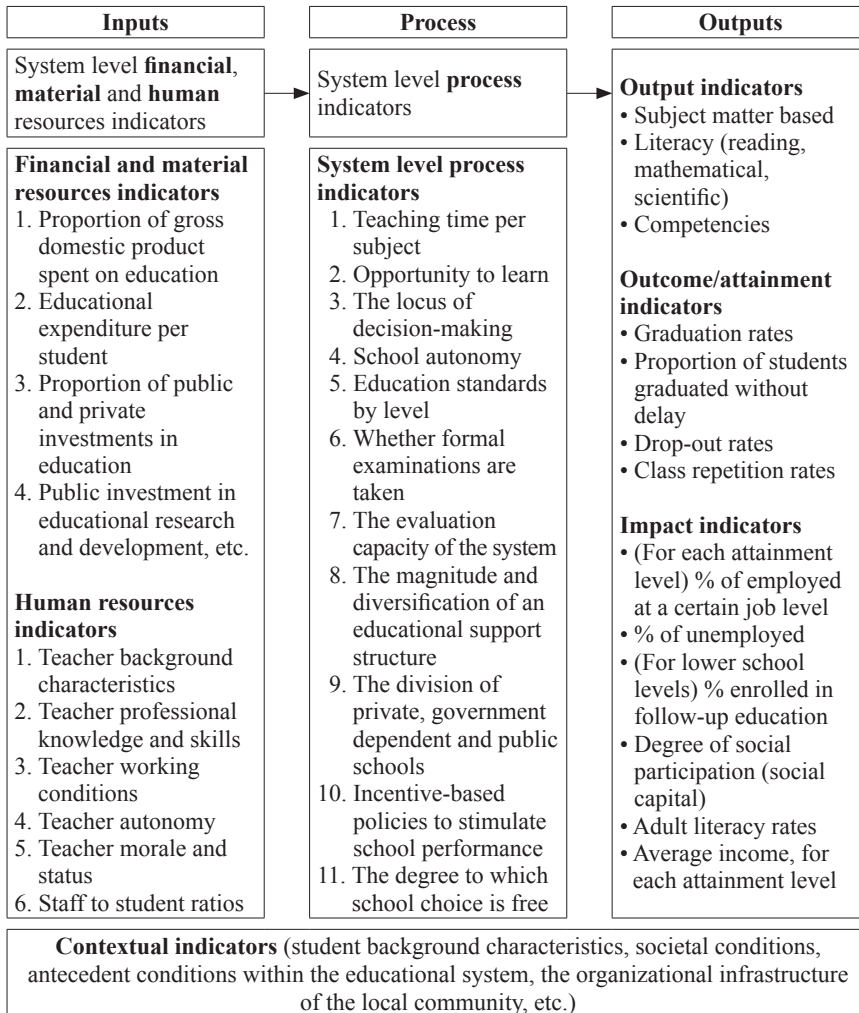 Inputs
System level financial,
material and human
resources indicators
Financial and material
resources indicators
1. Proportion of gross
domestic product
spent on education
2. Educational
expenditure per
student
3. Proportion of public
and private
investments in
education
4. Public investment in
educational research
and development, etc.
Human resources
indicators
1. Teacher background
characteristics
2. Teacher professional
knowledge and skills
3. Teacher working
conditions
4. Teacher autonomy
5. Teacher morale and
status
6. Staff to student ratios
Process
System level process
indicators
System level process
indicators
1. Teaching time per
subject
2. Opportunity to learn
3. The locus of
decision-making
4. School autonomy
5. Education standards
by level
6. Whether formal
examinations are
taken
7. The evaluation
capacity of the system
8. The magnitude and
diversification of an
educational support
structure
9. The division of
private, government
dependent and public
schools
10. Incentive-based
policies to stimulate
school performance
11. The degree to which
school choice is free
Outputs
Output indicators
• Subject matter based
• Literacy (reading,
mathematical,
scientific)
• Competencies
Outcome/attainment
indicators
• Graduation rates
• Proportion of students
graduated without
delay
• Drop-out rates
• Class repetition rates
Impact indicators
• (For each attainment
level) % of employed
at a certain job level
• % of unemployed
• (For lower school
levels) % enrolled in
follow-up education
• Degree of social
participation (social
capital)
• Adult literacy rates
• Average income, for
each attainment level
Contextual indicators (student background characteristics, societal conditions,
antecedent conditions within the educational system, the organizational infrastructure
of the local community, etc.)